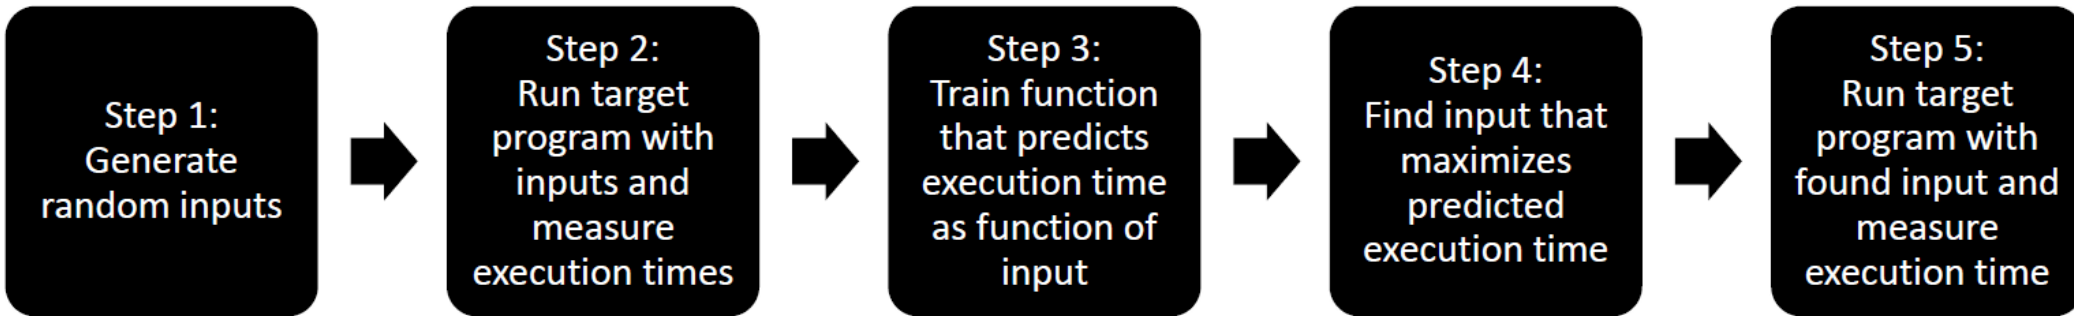 Step 1:
Generate
random inputs
Step 2:
Run target
program with
inputs and
measure
execution times
Step 3:
Train function
that predicts
execution time
as function of
input
Step 4:
Find input that
maximizes
predicted
execution time
Step 5:
Run target
program with
found input and
measure
execution time